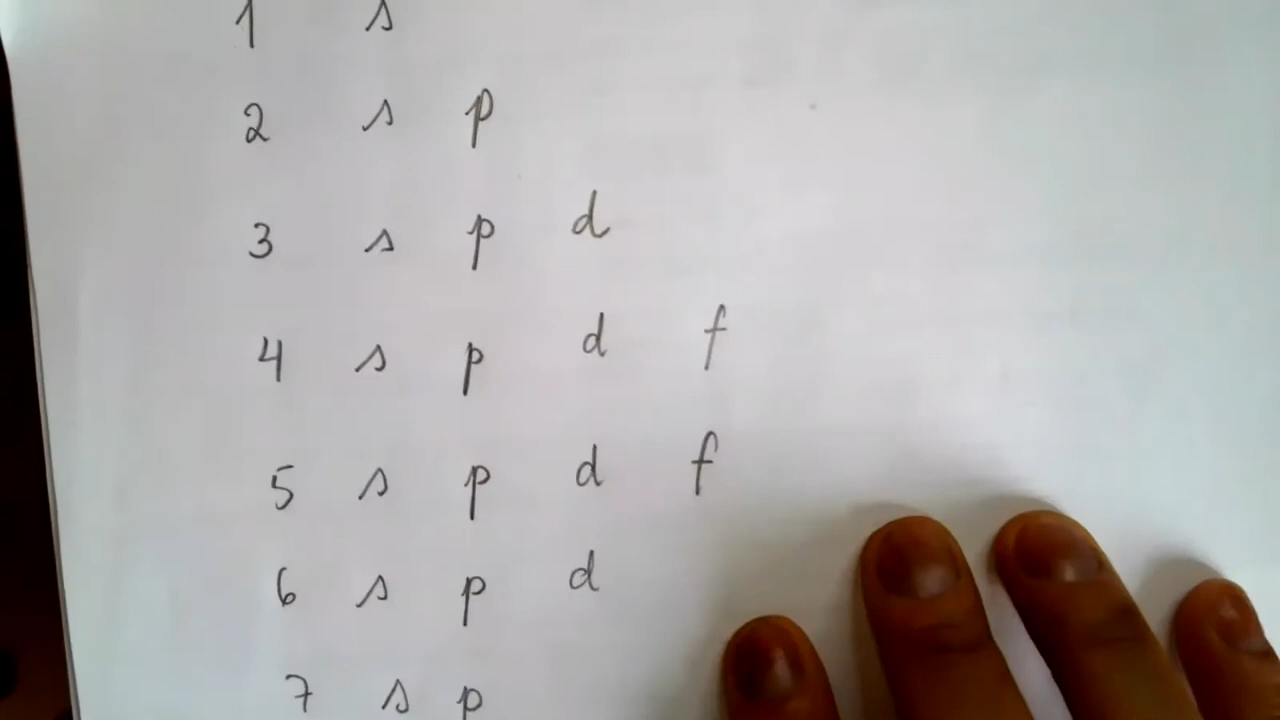 1 s
2 s p
3 s p d
4 s p d f
5 s p d f
6 s p d
7 s p